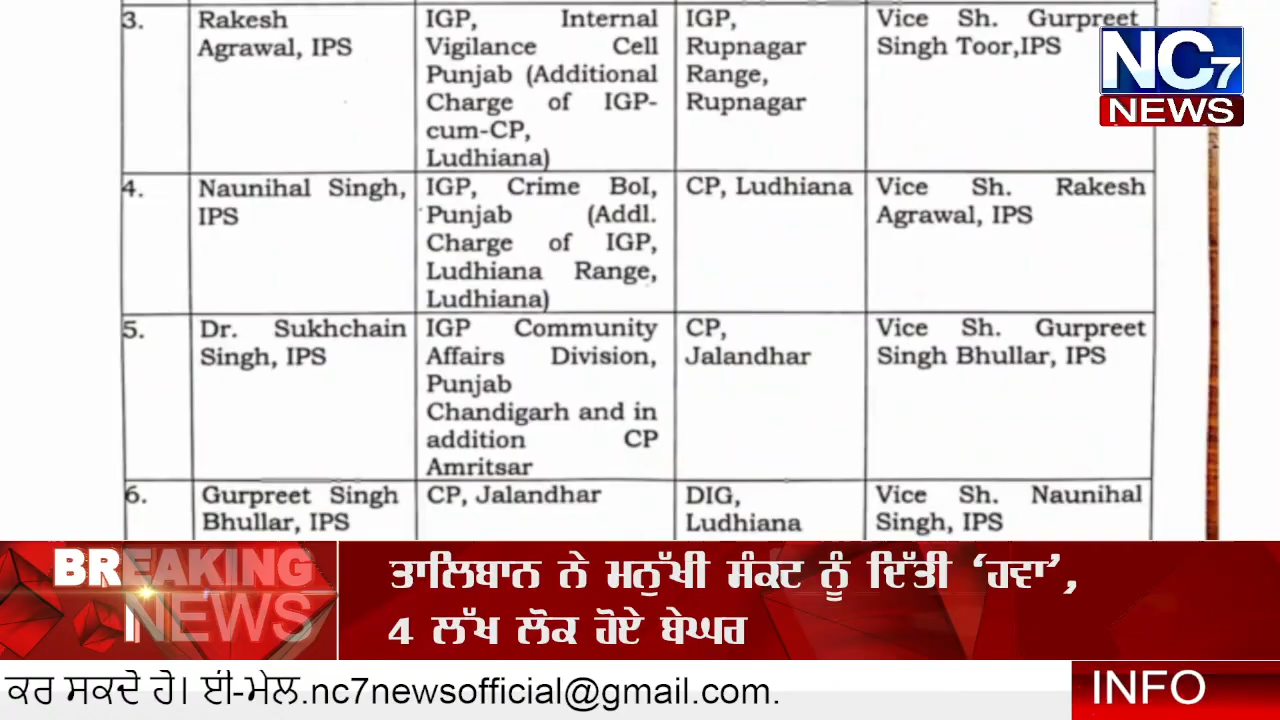 3.
Rakesh
Agrawal, IPS
IGP, Internal
Vigilance Cell
Punjab (Additional
Charge of IGP-
cum-CP,
Ludhiana)
IGP,
Rupnagar
Range,
Rupnagar
Vice Sh. Gurpreet
Singh Toor,IPS
4.
Naunihal Singh,
IPS
IGP, Crime BoI,
Punjab (Addl.
Charge of IGP,
Ludhiana Range,
Ludhiana)
CP, Ludhiana
Vice Sh. Rakesh
Agrawal, IPS
5.
Dr. Sukhchain
Singh, IPS
IGP Community
Affairs Division,
Punjab
Chandigarh and in
addition CP
Amritsar
CP,
Jalandhar
Vice Sh. Gurpreet
Singh Bhullar, IPS
6.
Gurpreet Singh
Bhullar, IPS
CP, Jalandhar
DIG,
Ludhiana
Vice Sh. Naunihal
Singh, IPS
NC7
NEWS
BREAKING
NEWS
ਤਾਲਿਬਾਨ ਨੇ ਮਨੁੱਖੀ ਸੰਕਟ ਨੂੰ ਦਿੱਤੀ ‘ਹਵਾ’,
4 ਲੱਖ ਲੋਕ ਹੋਏ ਬੇਘਰ
ਕਰ ਸਕਦੇ ਹੋ। ਈ-ਮੇਲ.nc7newsofficial@gmail.com.
INFO